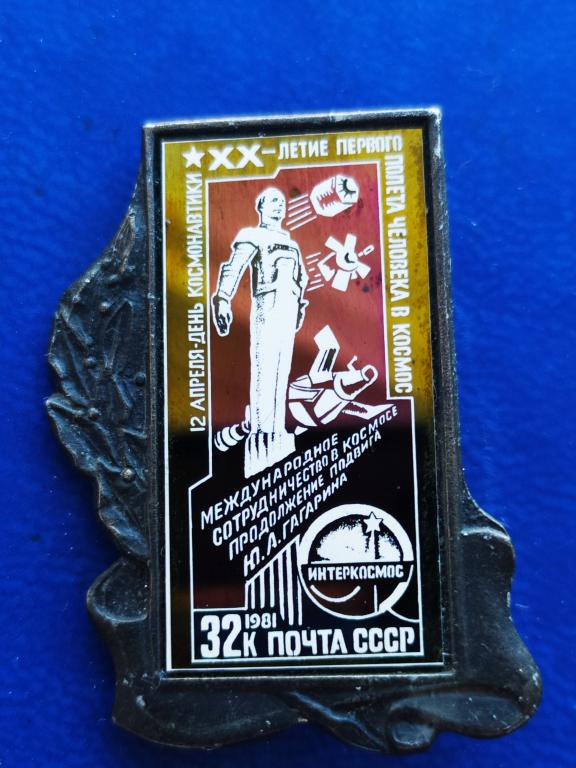 12 АПРЕЛЯ-ДЕНЬ КОСМОНАВТИКИ
★XX-ЛЕТИЕ ПЕРВОГО
ПОЛЕТА ЧЕЛОВЕКА В КОСМОС
МЕЖДУНАРОДНОЕ
СОТРУДНИЧЕСТВО В КОСМОСЕ
ПРОДОЛЖЕНИЕ ПОДВИГА
Ю.А.ГАГАРИНА
ИНТЕРКОСМОС
1981
32К ПОЧТА СССР